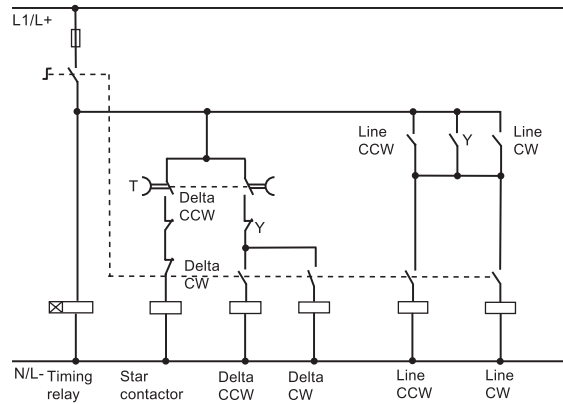 L1/L+
Line
CCW
Y
Line
CW
T
Delta
CCW
Y
Delta
CW
N/L-
Timing
relay
Star
contactor
Delta
CCW
Delta
CW
Line
CCW
Line
CW